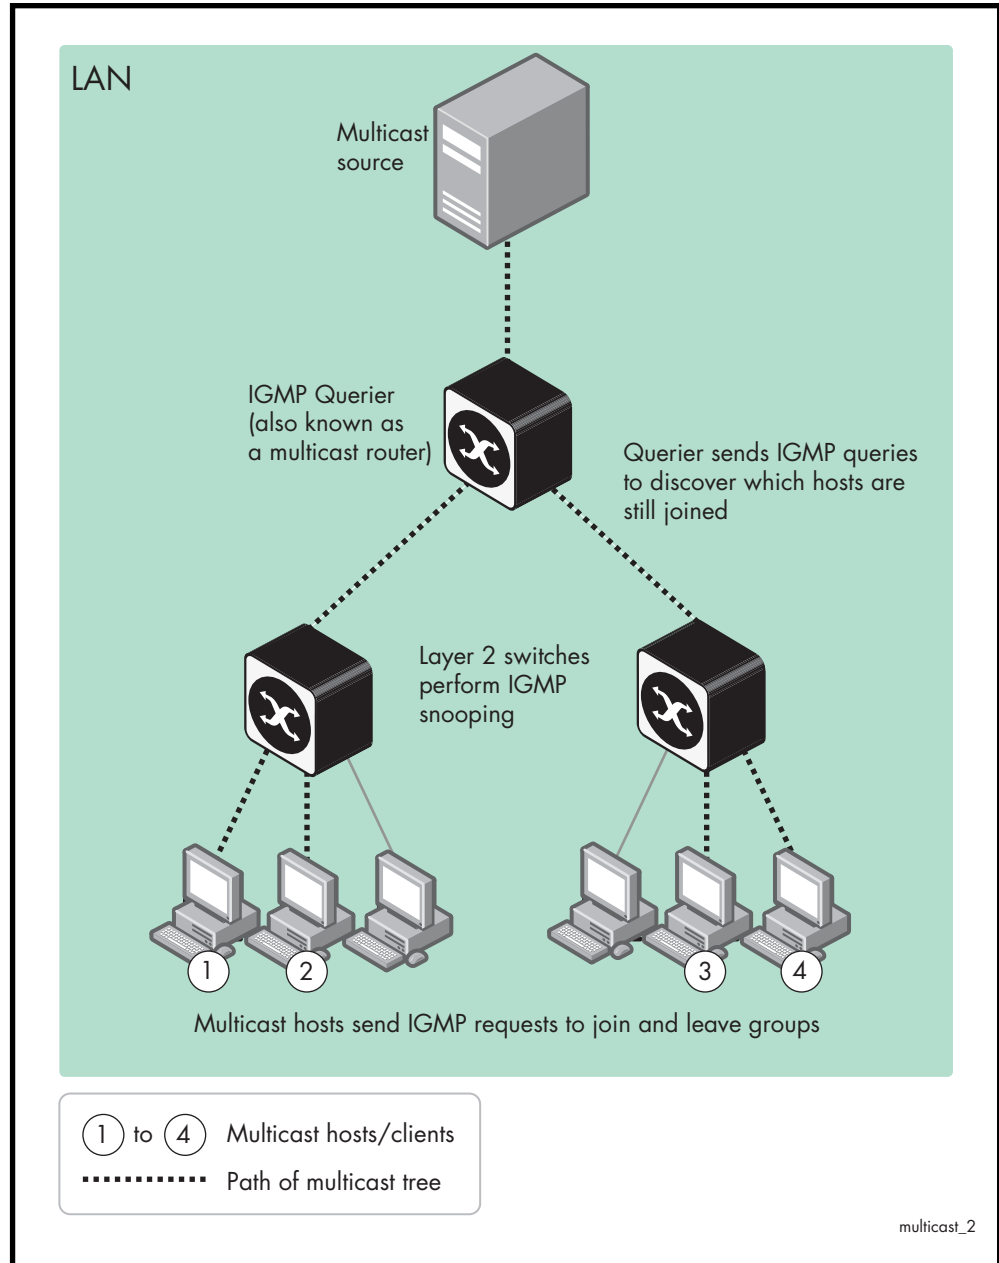 LAN
Multicast
source
IGMP Querier
(also known as
a multicast router)
Querier sends IGMP queries
to discover which hosts are
still joined
Layer 2 switches
perform IGMP
snooping
1
2
3
4
Multicast hosts send IGMP requests to join and leave groups
1 to 4 Multicast hosts/clients
Path of multicast tree
multicast_2